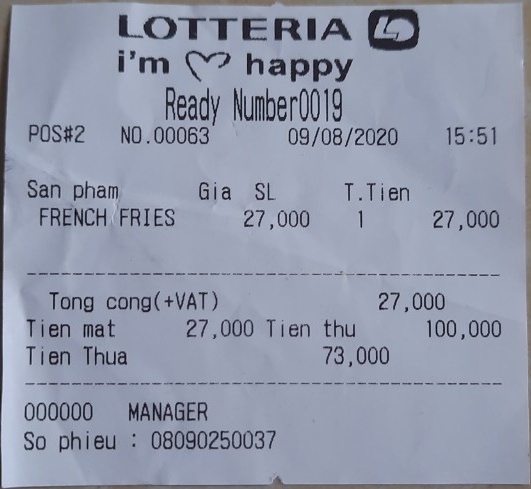 LOTTERIA
i'm happy
Ready Number0019
POS#2 NO.00063 09/08/2020 15:51
San pham Gia SL T.Tien
FRENCH FRIES 27,000 1 27,000
Tong cong(+VAT) 27,000
Tien mat 27,000 Tien thu 100,000
Tien Thua 73,000
000000 MANAGER
So phieu : 08090250037